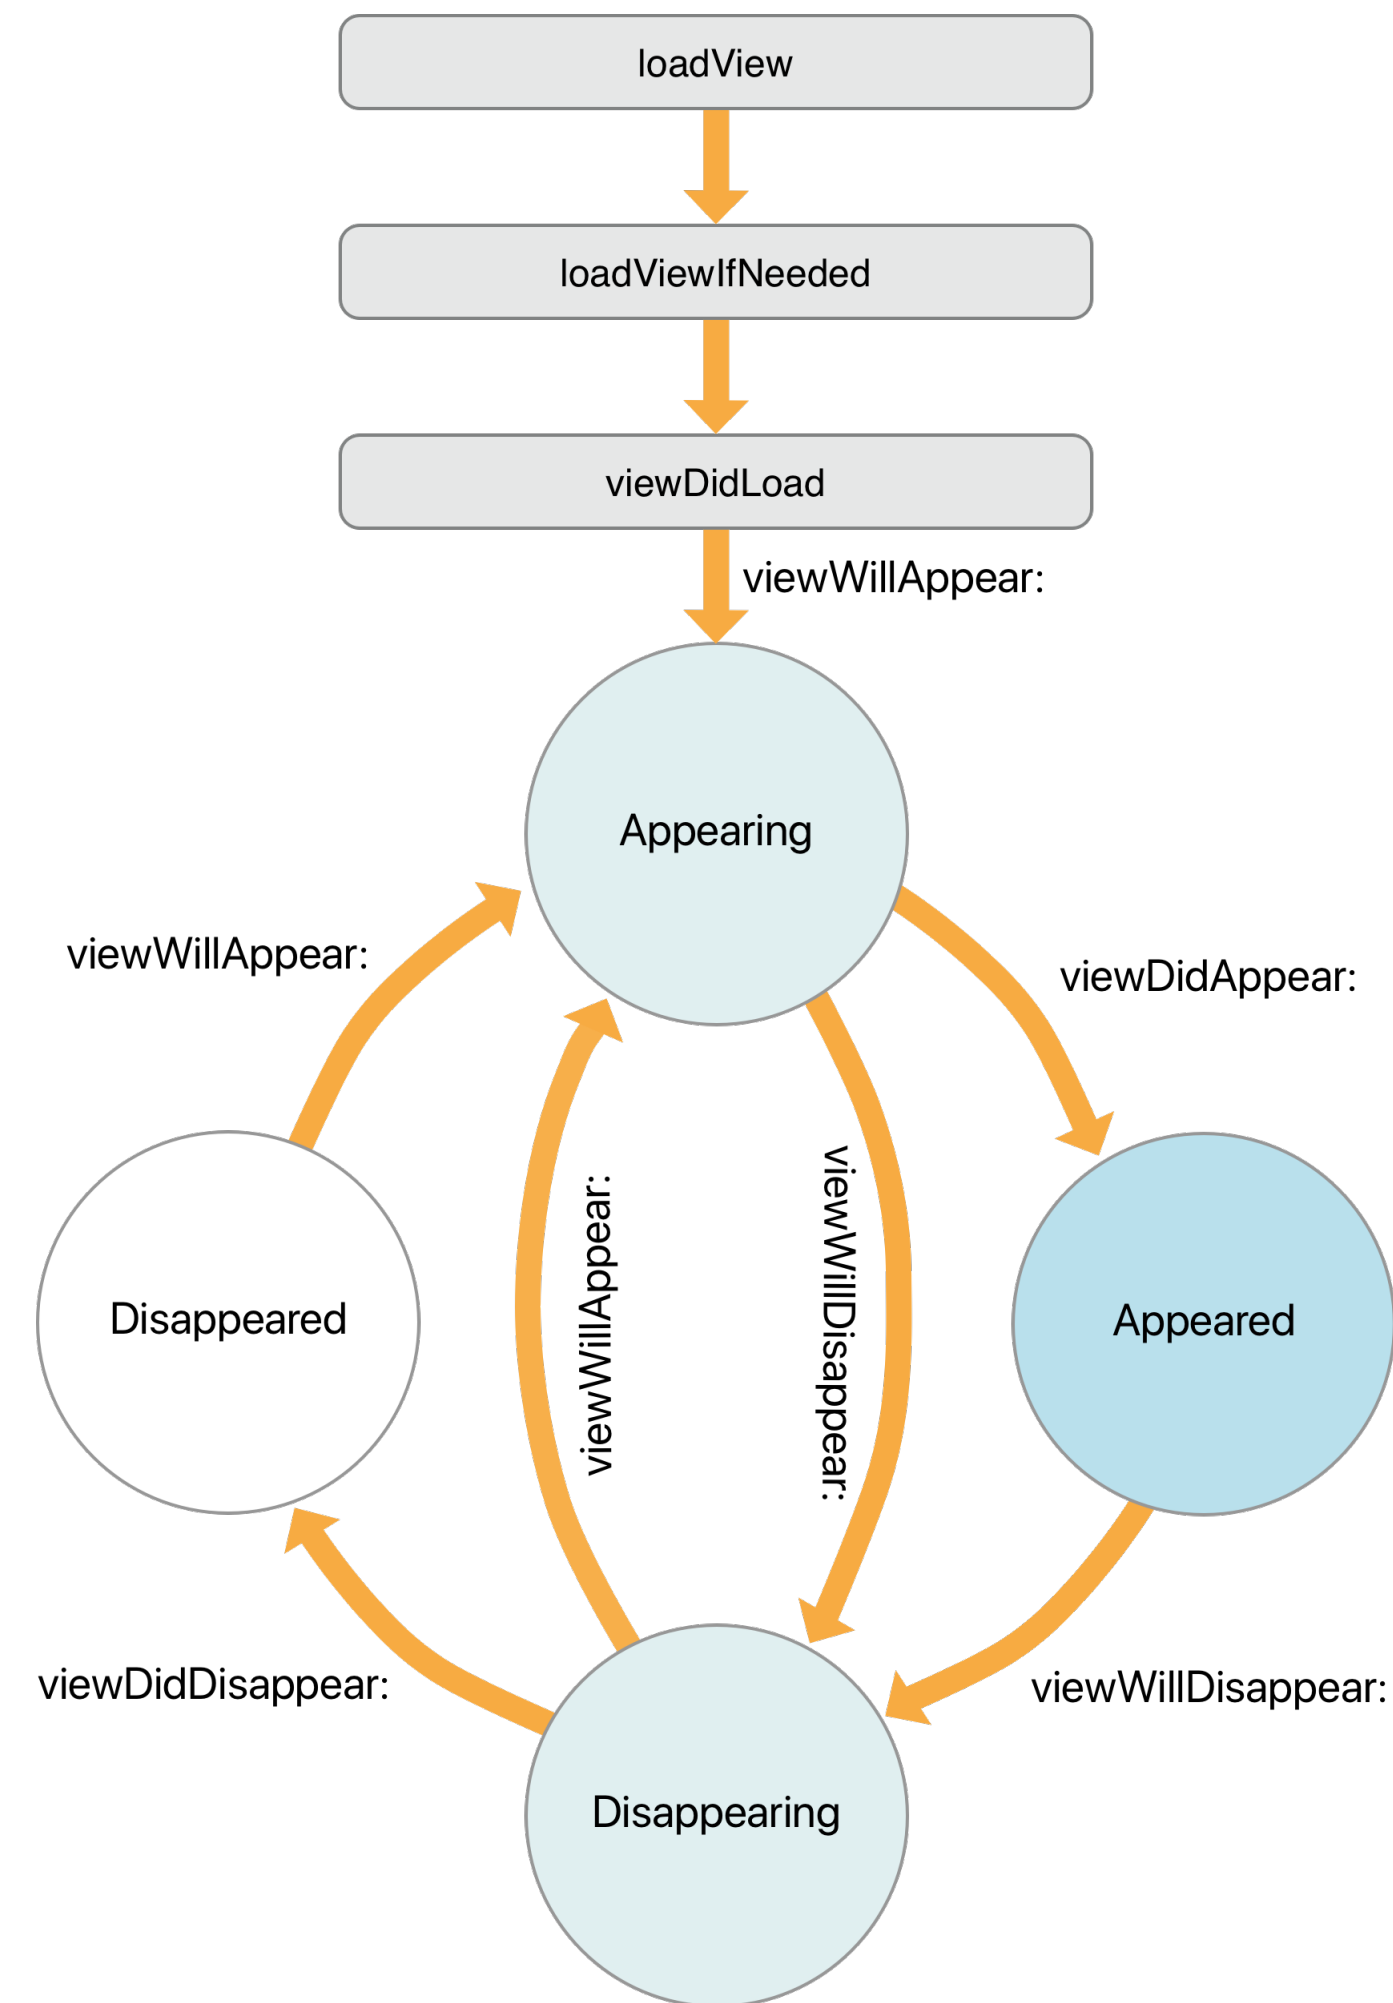 loadView
loadViewIfNeeded
viewDidLoad
viewWillAppear:
Appearing
viewWillAppear:
viewDidAppear:
viewWillAppear:
viewWillDisappear:
Disappeared
Appeared
viewDidDisappear:
viewWillDisappear:
Disappearing